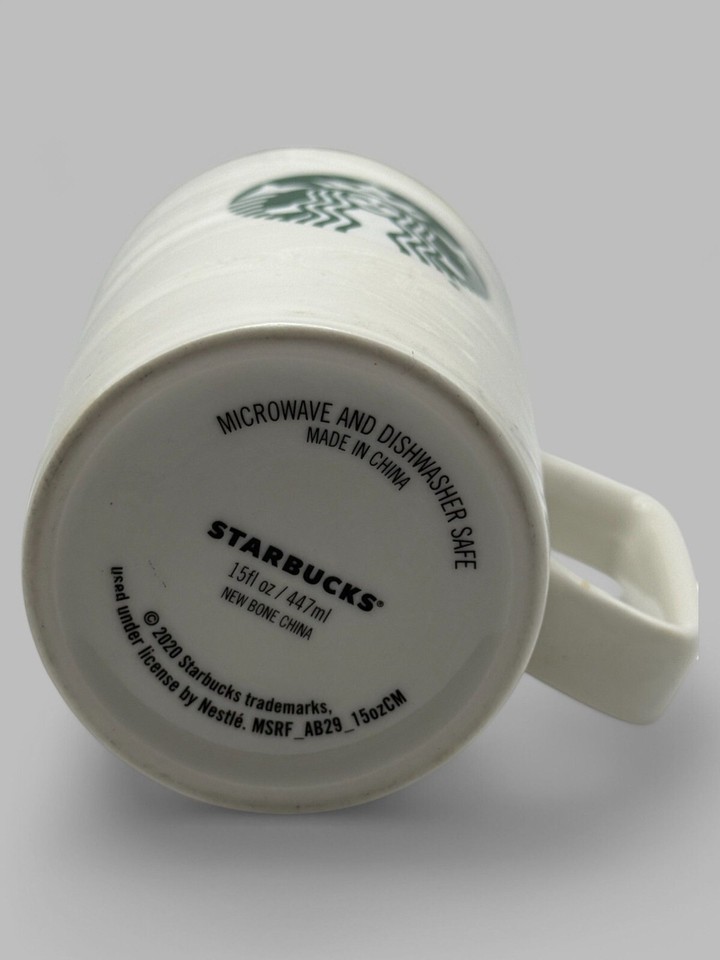 MICROWAVE AND DISHWASHER SAFE
MADE IN CHINA
STARBUCKS®
15fl oz / 447ml
NEW BONE CHINA
© 2020 Starbucks trademarks,
used under license by Nestlé. MSRF_AB29_15ozCM